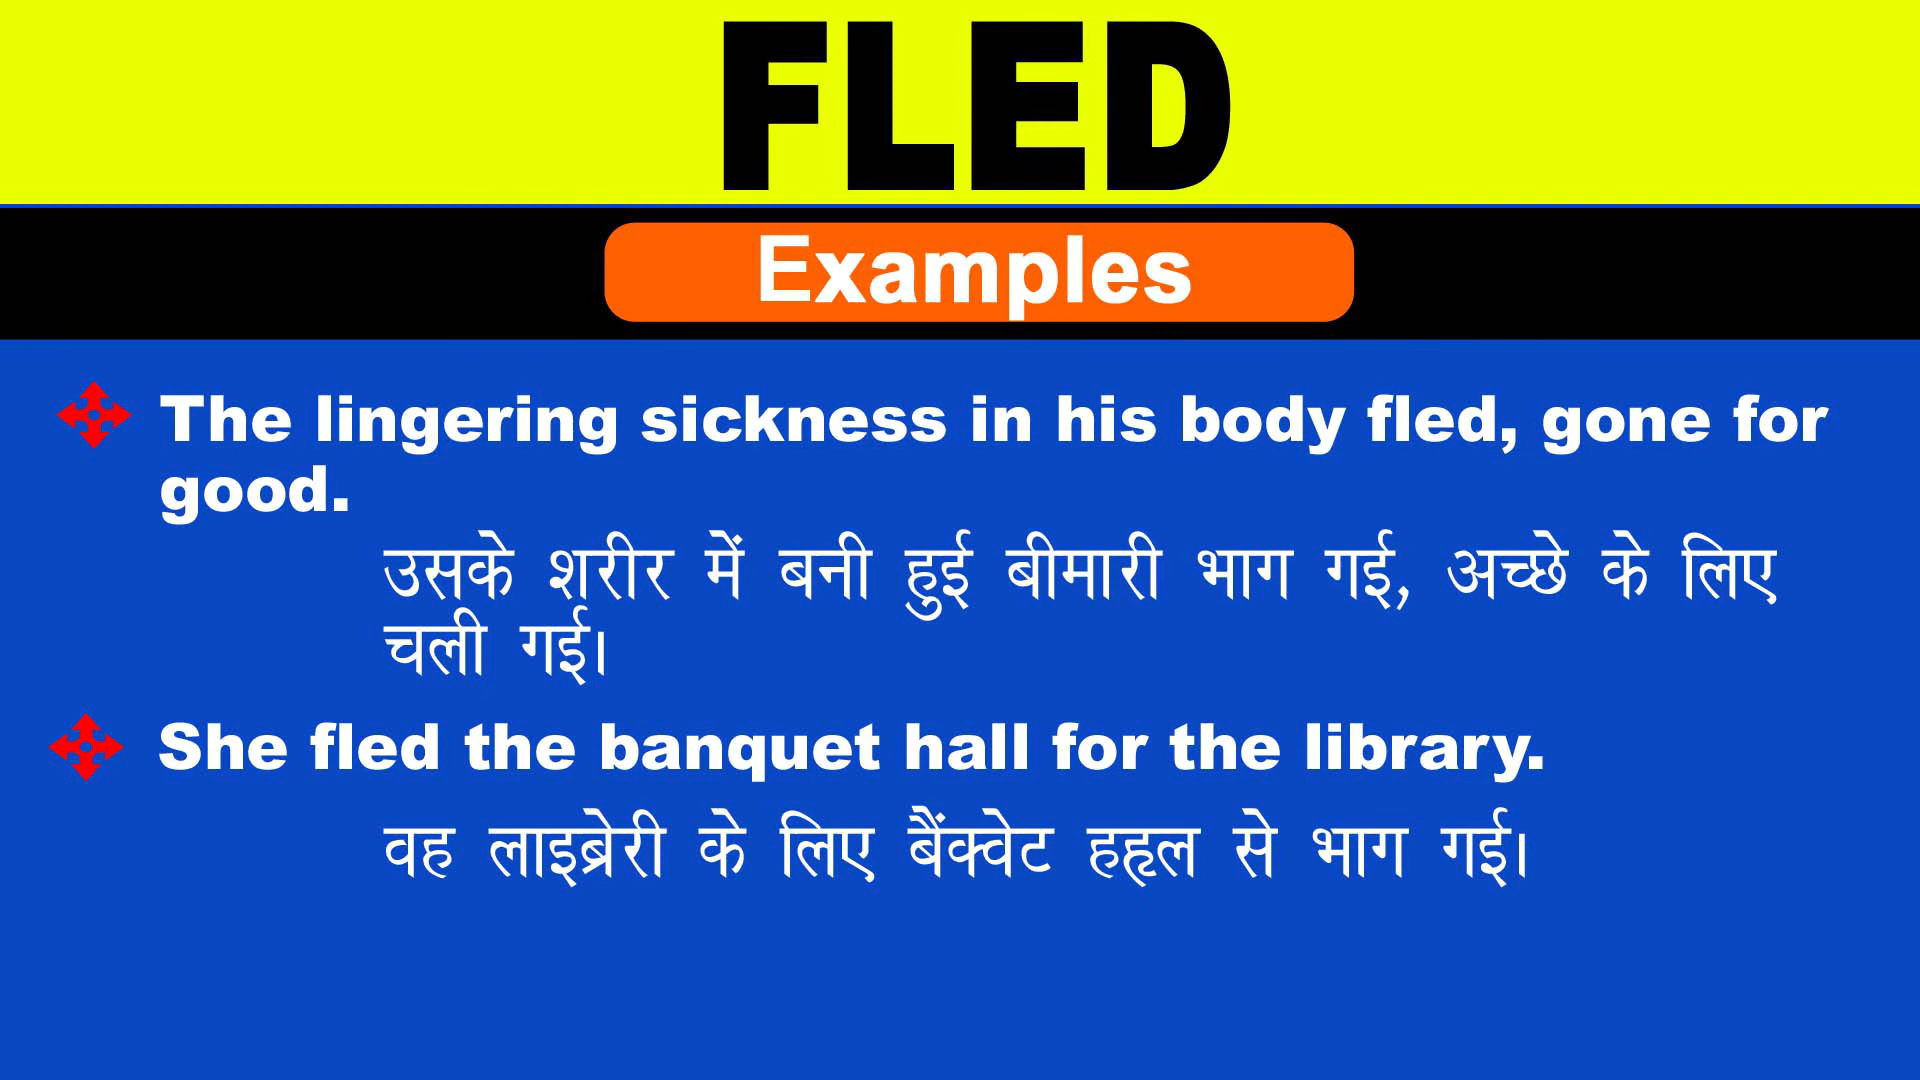 FLED
Examples
The lingering sickness in his body fled, gone for
good.
उसके शरीर में बनी हुई बीमारी भाग गई, अच्छे के लिए
चली गई।
She fled the banquet hall for the library.
वह लाइब्रेरी के लिए बैंक्वेट हहृल से भाग गई।